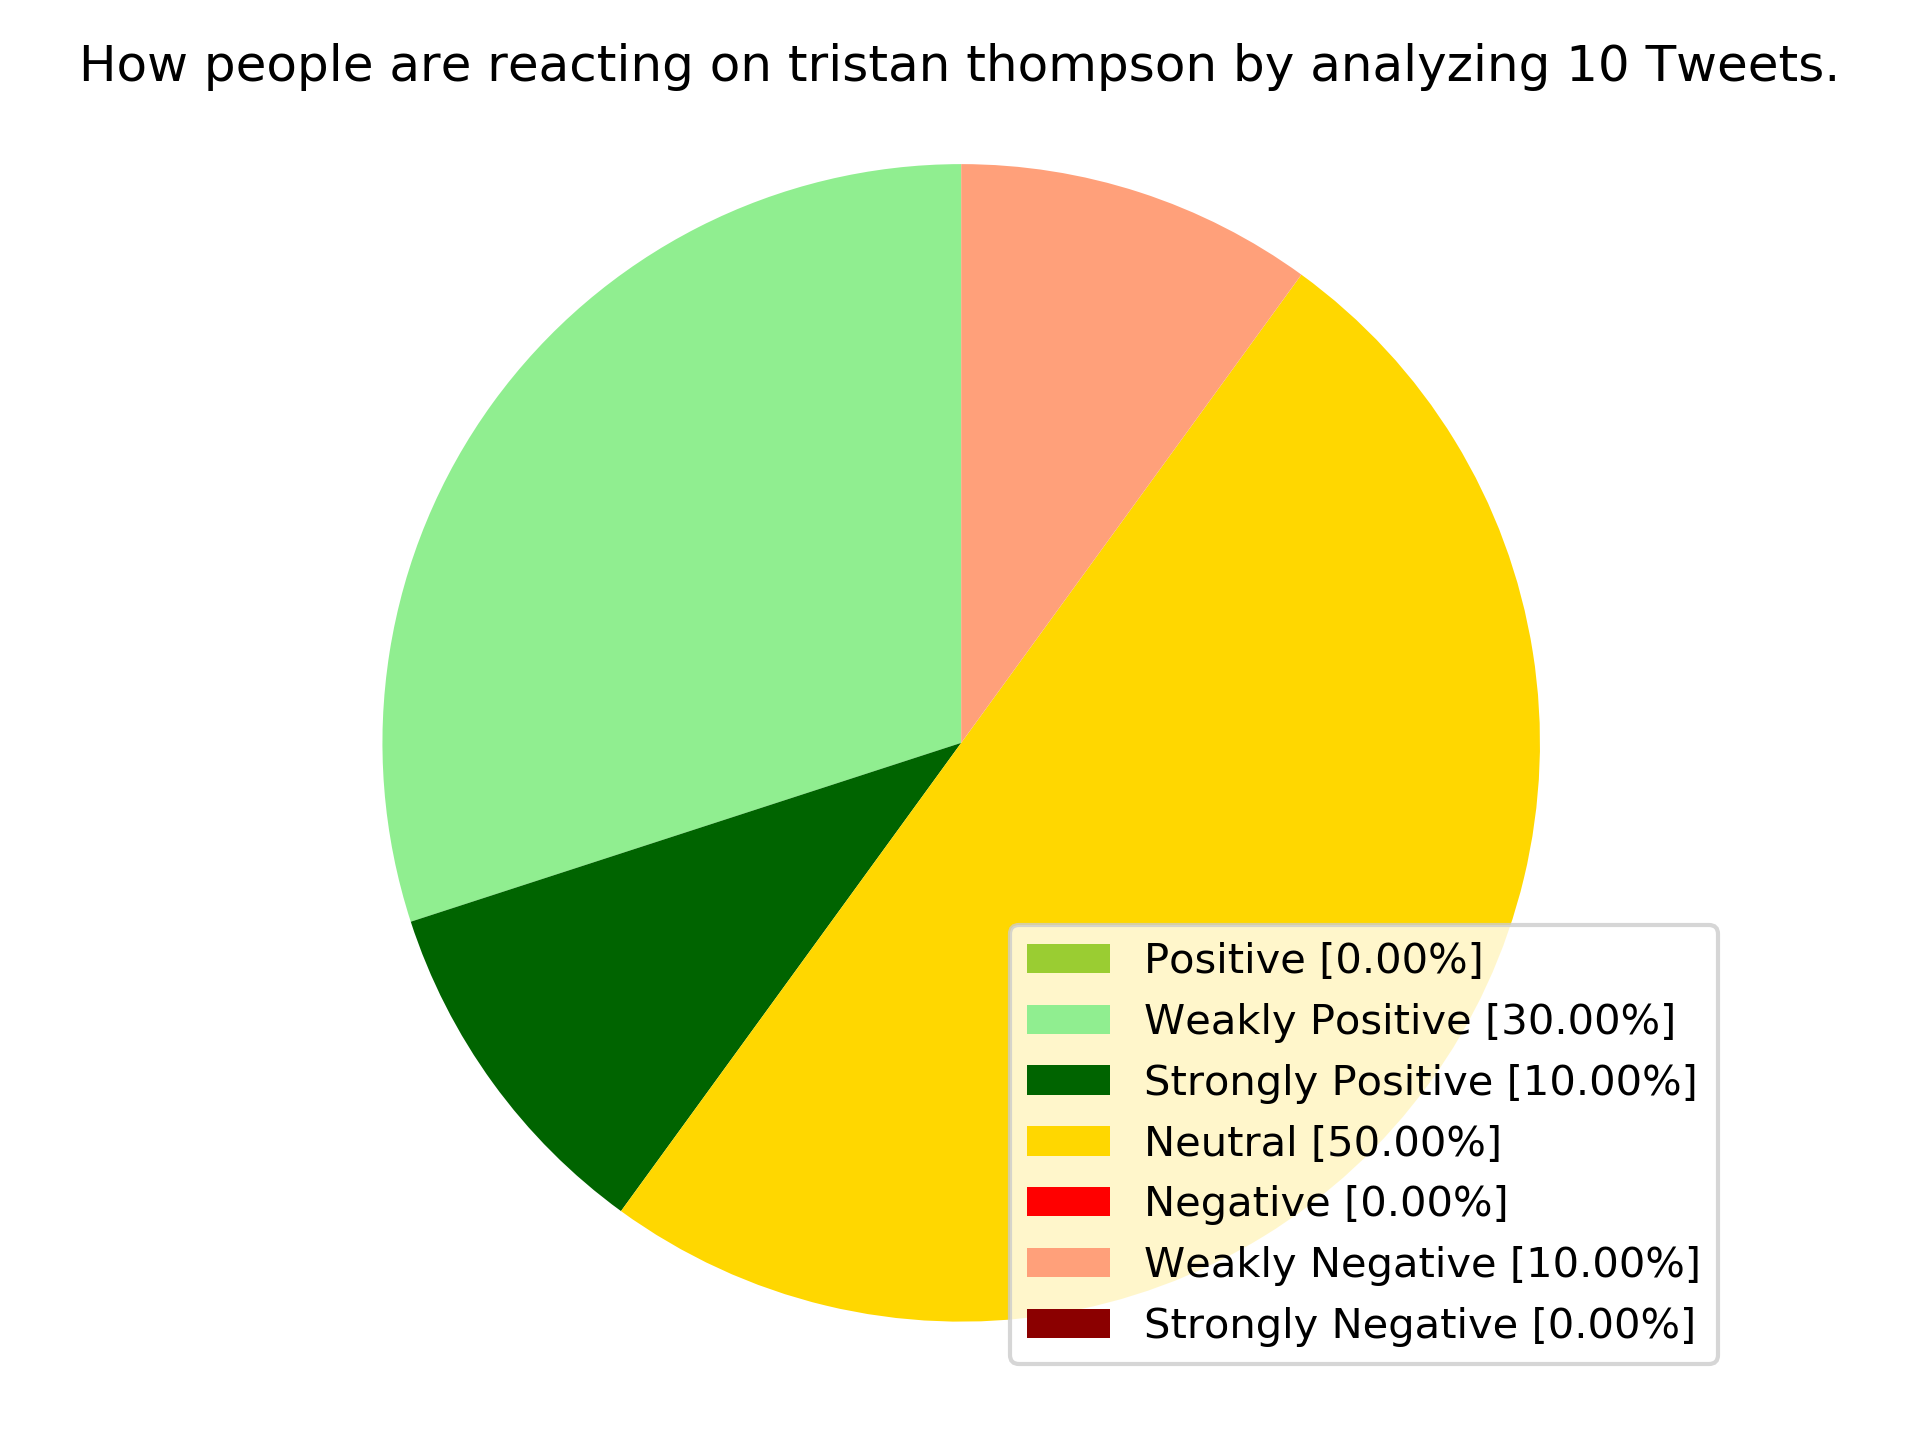 How people are reacting on tristan thompson by analyzing 10 Tweets.
Positive [0.00%]
Weakly Positive [30.00%]
Strongly Positive [10.00%]
Neutral [50.00%]
Negative [0.00%]
Weakly Negative [10.00%]
Strongly Negative [0.00%]